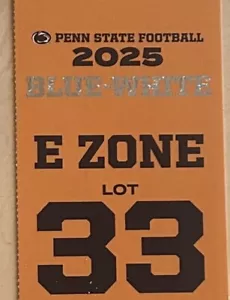 PENN STATE FOOTBALL
2025
BLUE-WHITE
E ZONE
LOT
33